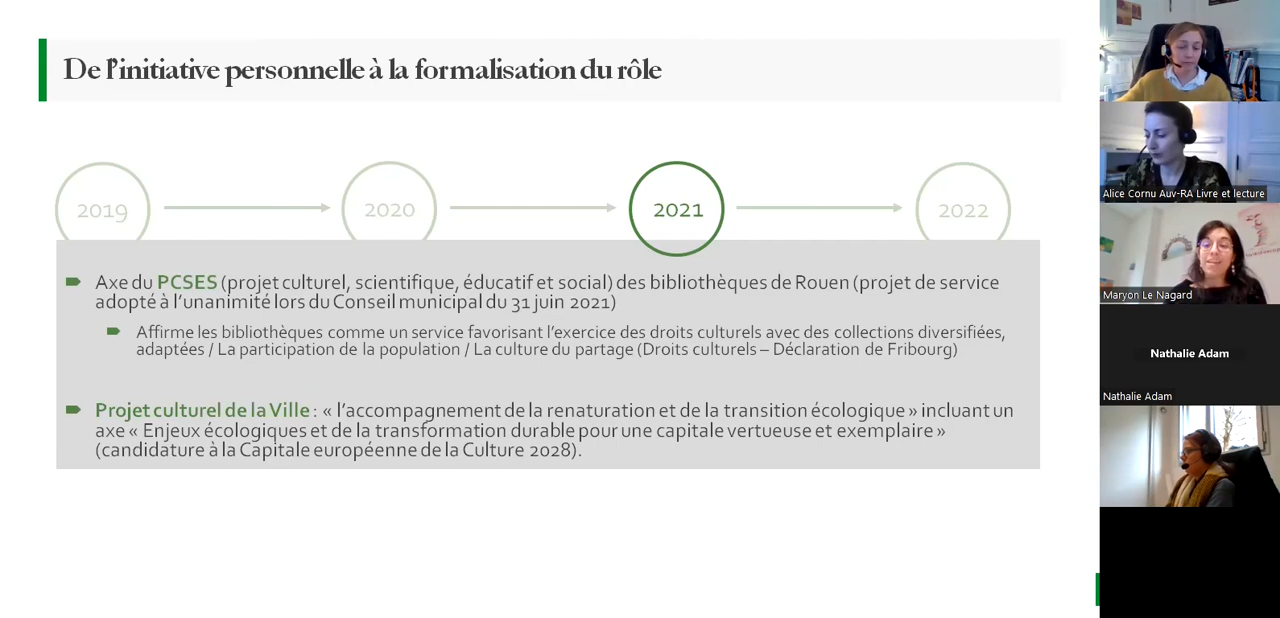 De l'initiative personnelle à la formalisation du rôle
2019
2020
2021
2022
Axe du PCSES (projet culturel, scientifique, éducatif et social) des bibliothèques de Rouen (projet de service
adopté à l'unanimité lors du Conseil municipal du 31 juin 2021)
Affirme les bibliothèques comme un service favorisant l'exercice des droits culturels avec des collections diversifiées,
adaptées / La participation de la population / La culture du partage (Droits culturels – Déclaration de Fribourg)
Projet culturel de la Ville : « l'accompagnement de la renaturation et de la transition écologique » incluant un
axe « Enjeux écologiques et de la transformation durable pour une capitale vertueuse et exemplaire »
(candidature à la Capitale européenne de la Culture 2028).
Alice Cornu Auv-RA Livre et lecture
Maryon Le Nagard
Nathalie Adam
Nathalie Adam